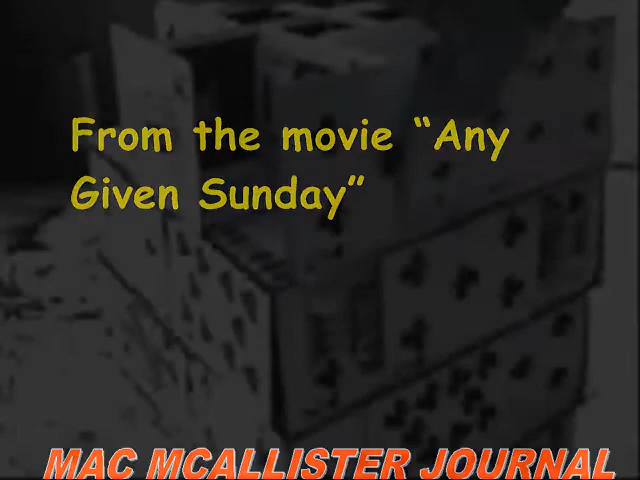 From the movie “Any
Given Sunday”
MAC MCALLISTER JOURNAL